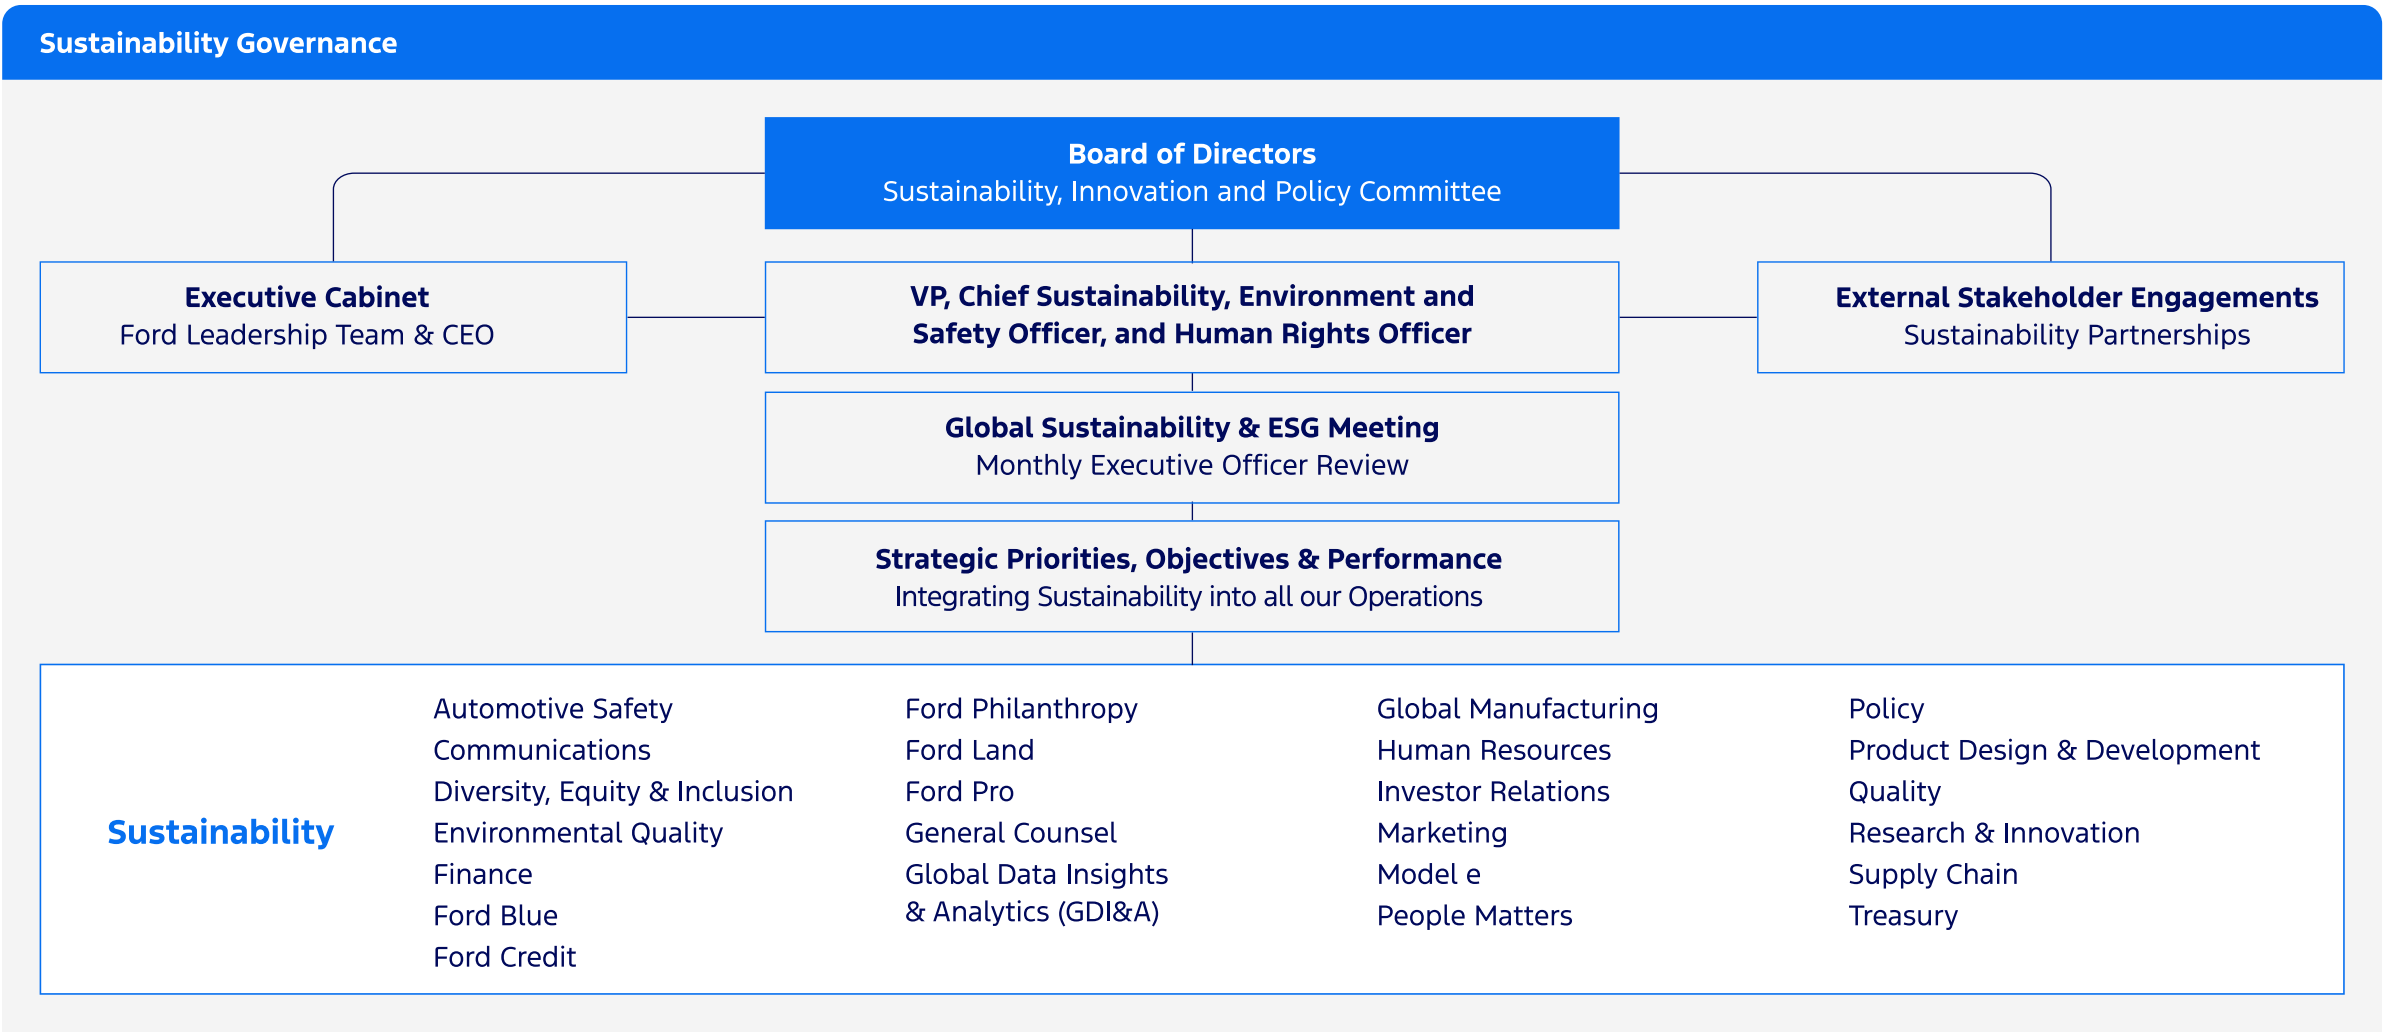 Sustainability Governance
Board of Directors
Sustainability, Innovation and Policy Committee
Executive Cabinet
Ford Leadership Team & CEO
VP, Chief Sustainability, Environment and
Safety Officer, and Human Rights Officer
External Stakeholder Engagements
Sustainability Partnerships
Global Sustainability & ESG Meeting
Monthly Executive Officer Review
Strategic Priorities, Objectives & Performance
Integrating Sustainability into all our Operations
Sustainability
Automotive Safety
Communications
Diversity, Equity & Inclusion
Environmental Quality
Finance
Ford Blue
Ford Credit
Ford Philanthropy
Ford Land
Ford Pro
General Counsel
Global Data Insights
& Analytics (GDI&A)
Global Manufacturing
Human Resources
Investor Relations
Marketing
Model e
People Matters
Policy
Product Design & Development
Quality
Research & Innovation
Supply Chain
Treasury